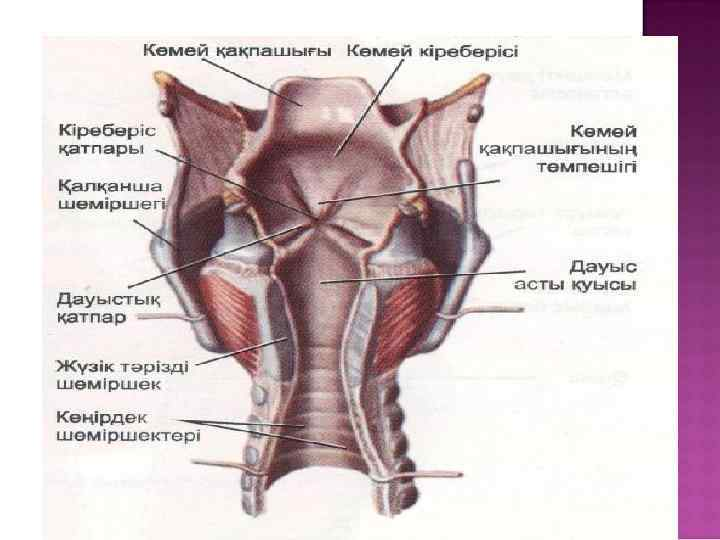 Көмей қақпашығы Көмей кіреберісі
Кіреберіс
қатпары
Көмей
қақпашығының
төмпешігі
Қалқанша
шеміршегі
Дауыс
асты қуысы
Дауыстық
қатпар
Жүзік тәрізді
шеміршек
Көңірдек
шеміршектері